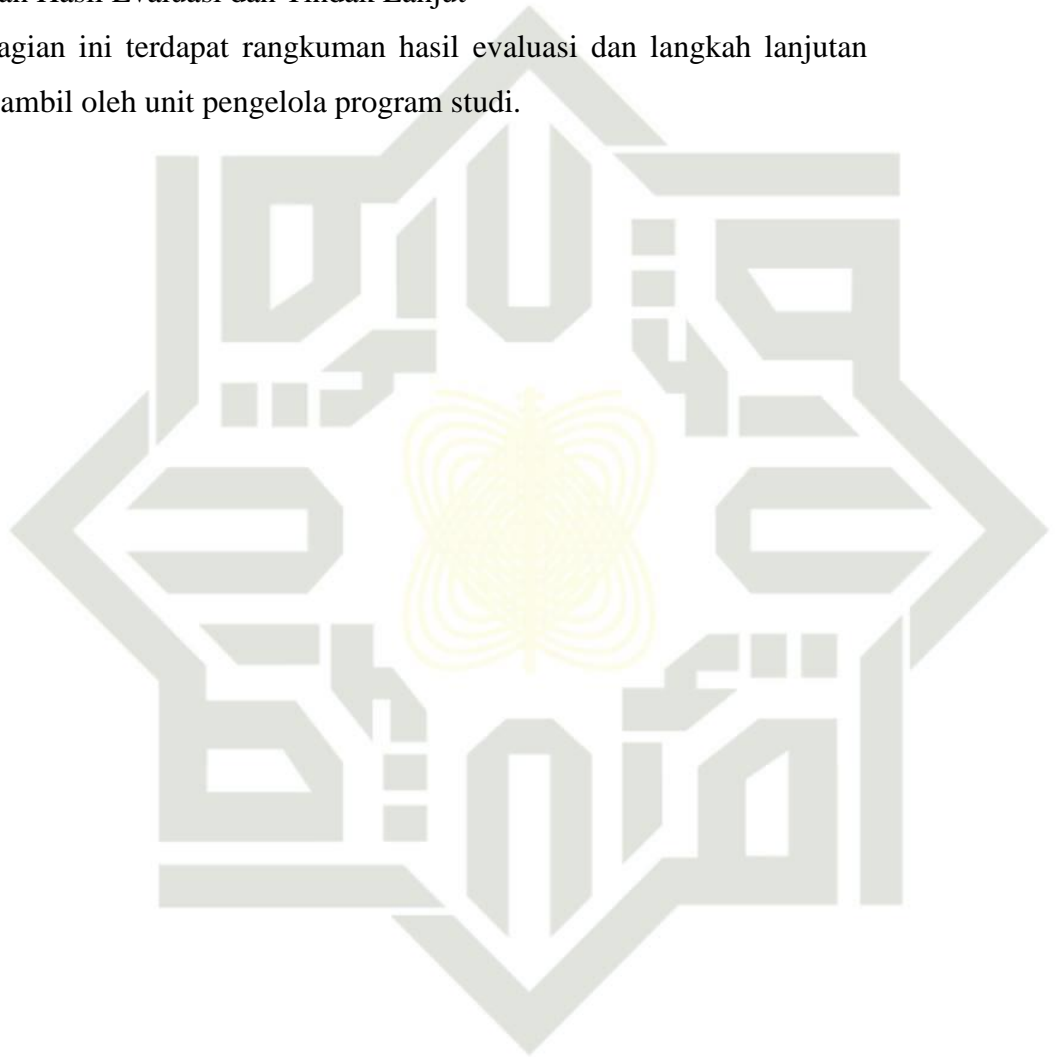 an Hasil Evaluasi dan Tindak Lanjut
agian ini terdapat rangkuman hasil evaluasi dan langkah lanjutan
ambil oleh unit pengelola program studi.